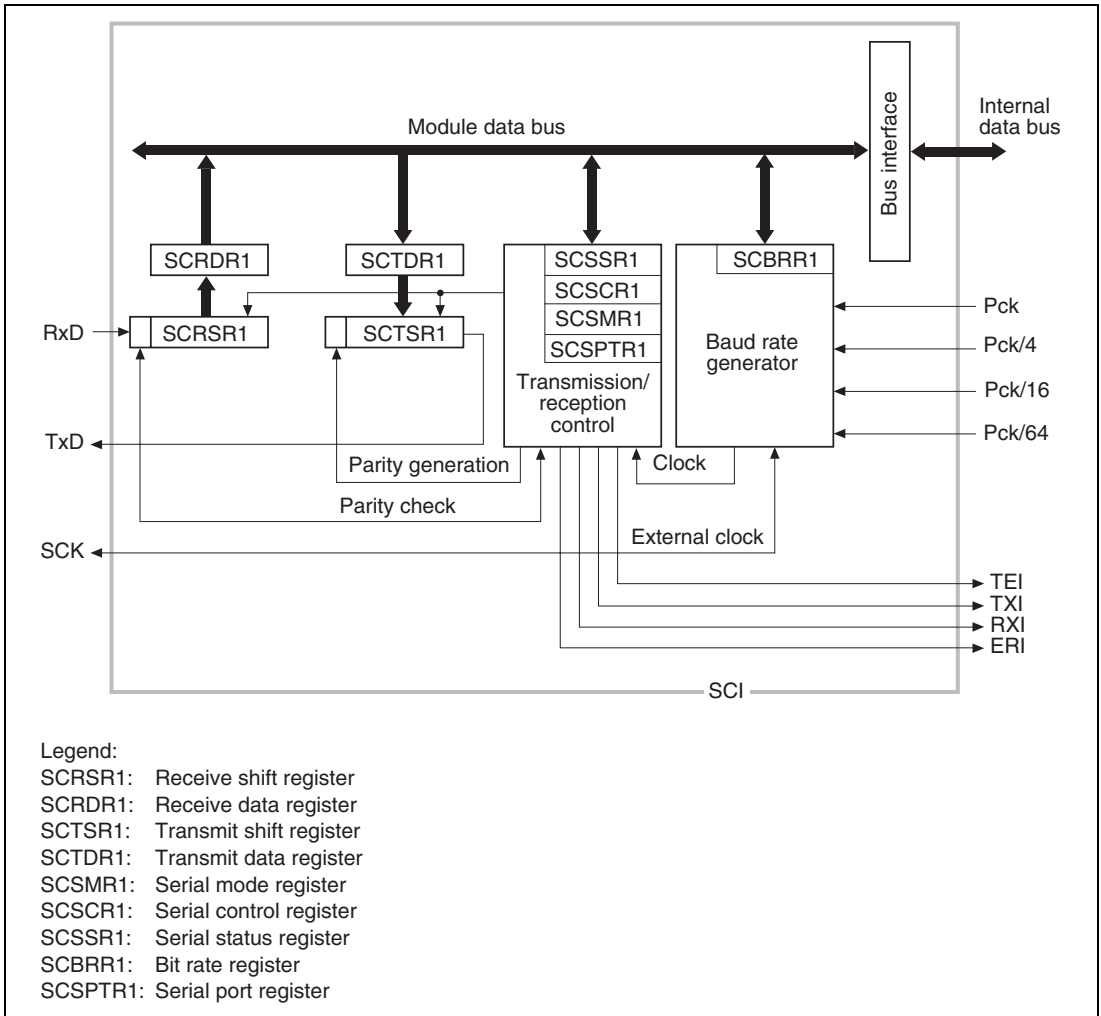 Module data bus
Bus interface
Internal
data bus
SCRDR1
SCTDR1
SCSSR1
SCSCR1
SCSMR1
SCSPTR1
Transmission/
reception
control
SCBRR1
Baud rate
generator
RxD
SCRSR1
SCTSR1
Pck
Pck/4
Pck/16
Pck/64
TxD
Parity generation
Clock
Parity check
SCK
External clock
TEI
TXI
RXI
ERI
SCI
Legend:
SCRSR1: Receive shift register
SCRDR1: Receive data register
SCTSR1: Transmit shift register
SCTDR1: Transmit data register
SCSMR1: Serial mode register
SCSCR1: Serial control register
SCSSR1: Serial status register
SCBRR1: Bit rate register
SCSPTR1: Serial port register